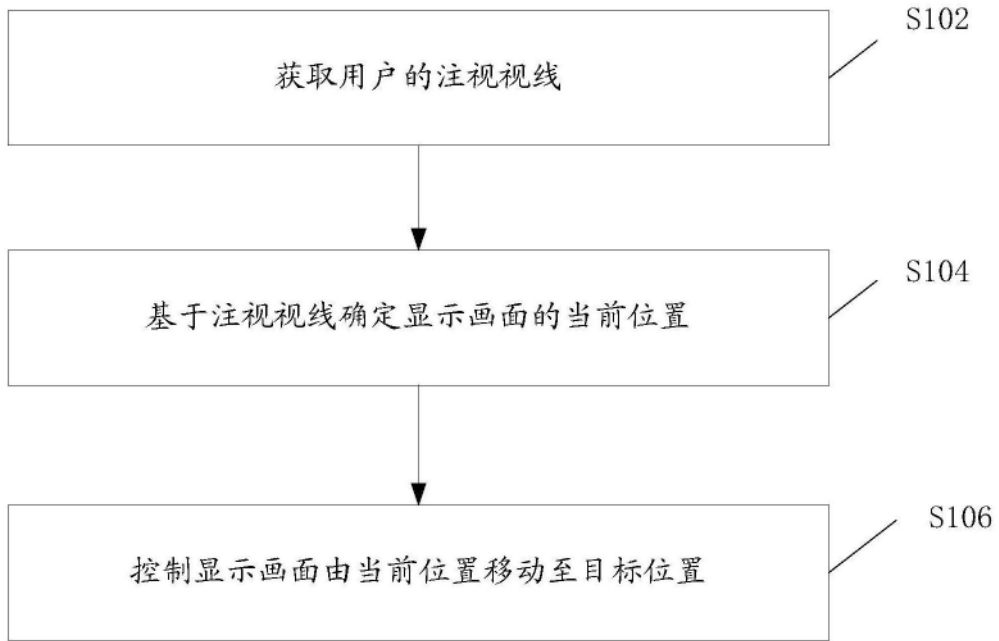 S102
获取用户的注视视线
S104
基于注视视线确定显示画面的当前位置
S106
控制显示画面由当前位置移动至目标位置